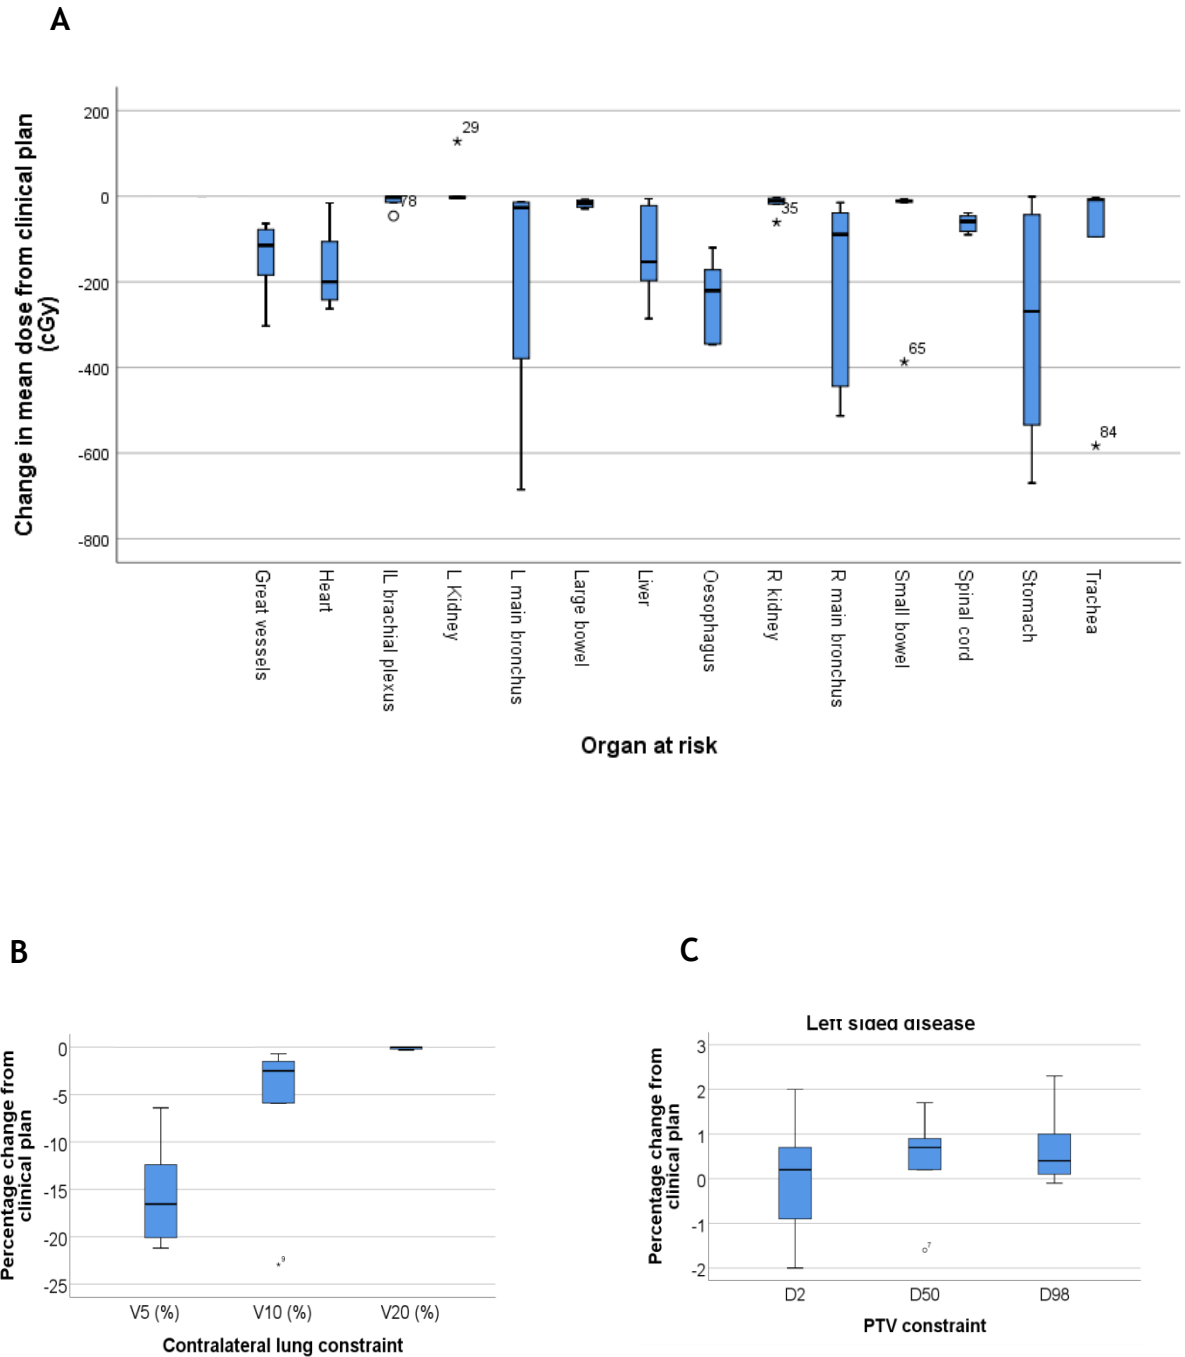 A
Change in mean dose from clinical plan
(cGy)
200
0
-200
-400
-600
-800
29
78
35
65
84
Great vessels
Heart
IL brachial plexus
L Kidney
L main bronchus
Large bowel
Liver
Oesophagus
R kidney
R main bronchus
Small bowel
Spinal cord
Stomach
Trachea
Organ at risk
B
Percentage change from
clinical plan
0
-5
-10
-15
-20
-25
9
V5 (%)
V10 (%)
V20 (%)
Contralateral lung constraint
C
Left sided disease
Percentage change from
clinical plan
3
2
1
0
-1
-2
7
D2
D50
D98
PTV constraint